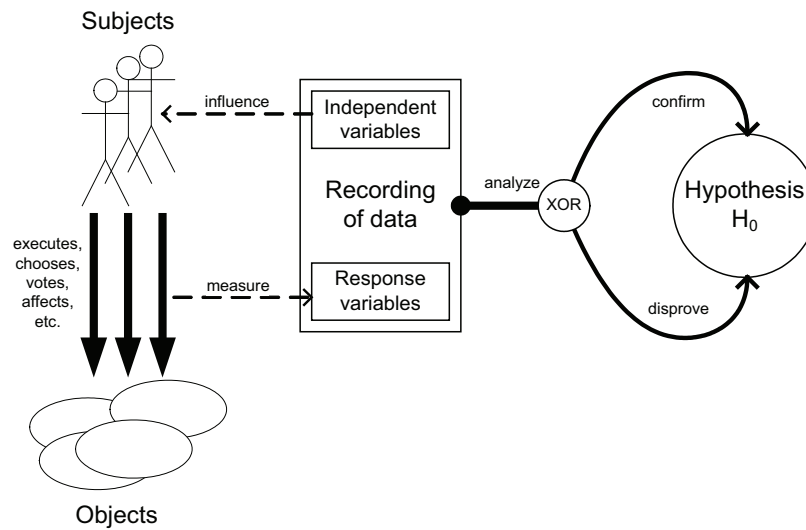 Subjects
influence
Independent
variables
Recording
of data
analyze
XOR
confirm
Hypothesis
H₀
disprove
executes,
chooses,
votes,
affects,
etc.
measure
Response
variables
Objects